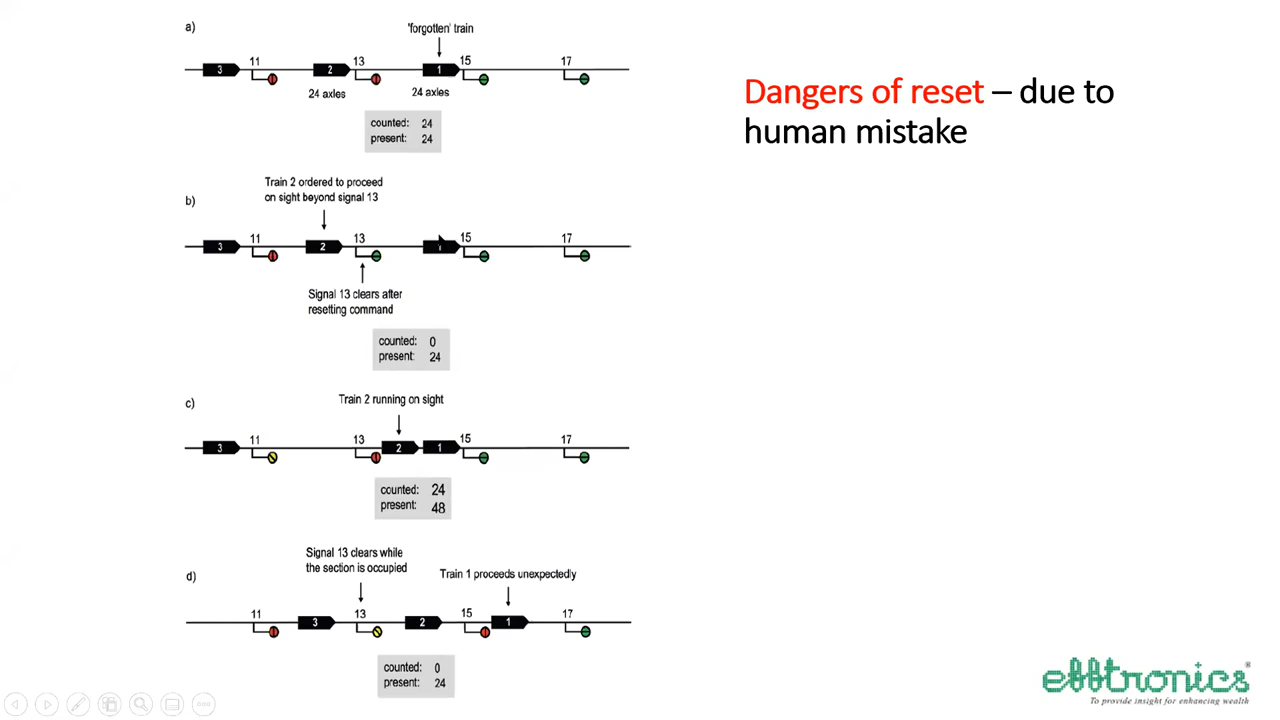 a)
'forgotten' train
11
13
15
17
3
2
1
24 axles
24 axles
counted: 24
present: 24
Dangers of reset – due to
human mistake
Train 2 ordered to proceed
on sight beyond signal 13
b)
11
13
15
17
3
2
Signal 13 clears after
resetting command
counted: 0
present: 24
c)
Train 2 running on sight
11
13
15
17
3
2
1
counted: 24
present: 48
Signal 13 clears while
the section is occupied
d)
Train 1 proceeds unexpectedly
11
13
15
17
3
2
1
counted: 0
present: 24
efftronics®
To provide insight for enhancing wealth